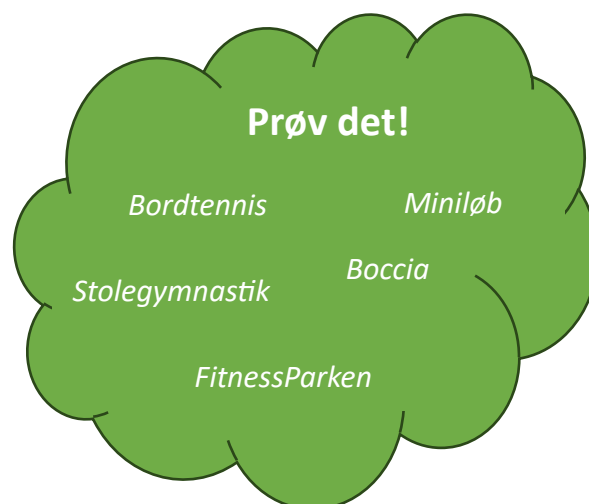 Prøv det!
Bordtennis
Miniløb
Boccia
Stolegymnastik
FitnessParken